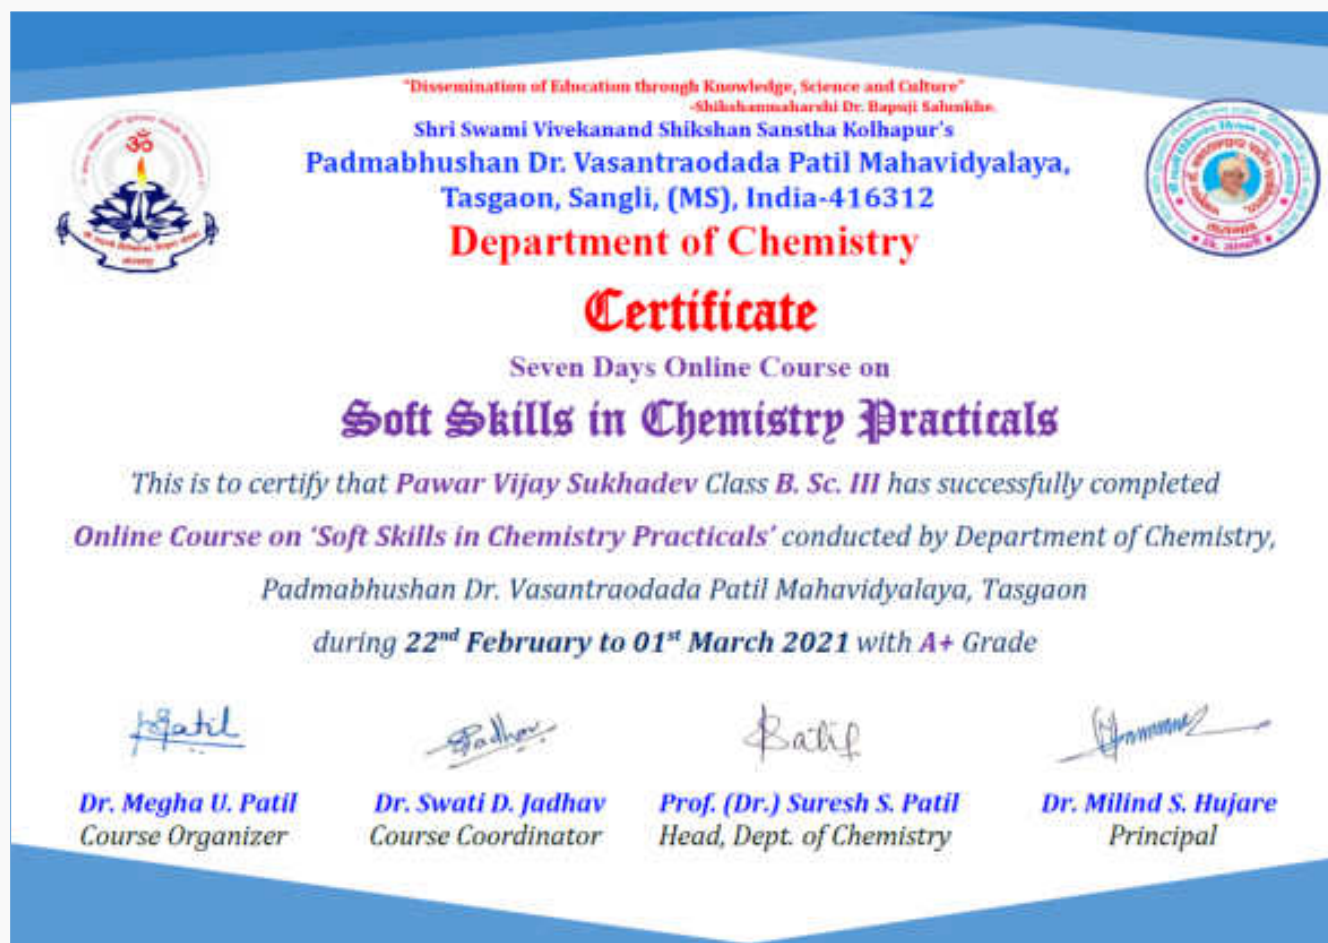 "Dissemination of Education through Knowledge, Science and Culture"
-Shikshanmaharshi Dr. Bapuji Salunkhe.
Shri Swami Vivekanand Shikshan Sanstha Kolhapur's
Padmabhushan Dr. Vasantraodada Patil Mahavidyalaya,
Tasgaon, Sangli, (MS), India-416312
Department of Chemistry
ॐ
Certificate
Seven Days Online Course on
Soft Skills in Chemistry Practicals
This is to certify that Pawar Vijay Sukhadev Class B. Sc. III has successfully completed
Online Course on ‘Soft Skills in Chemistry Practicals’ conducted by Department of Chemistry,
Padmabhushan Dr. Vasantraodada Patil Mahavidyalaya, Tasgaon
during 22nd February to 01st March 2021 with A+ Grade
Dr. Megha U. Patil
Course Organizer
Dr. Swati D. Jadhav
Course Coordinator
Prof. (Dr.) Suresh S. Patil
Head, Dept. of Chemistry
Dr. Milind S. Hujare
Principal